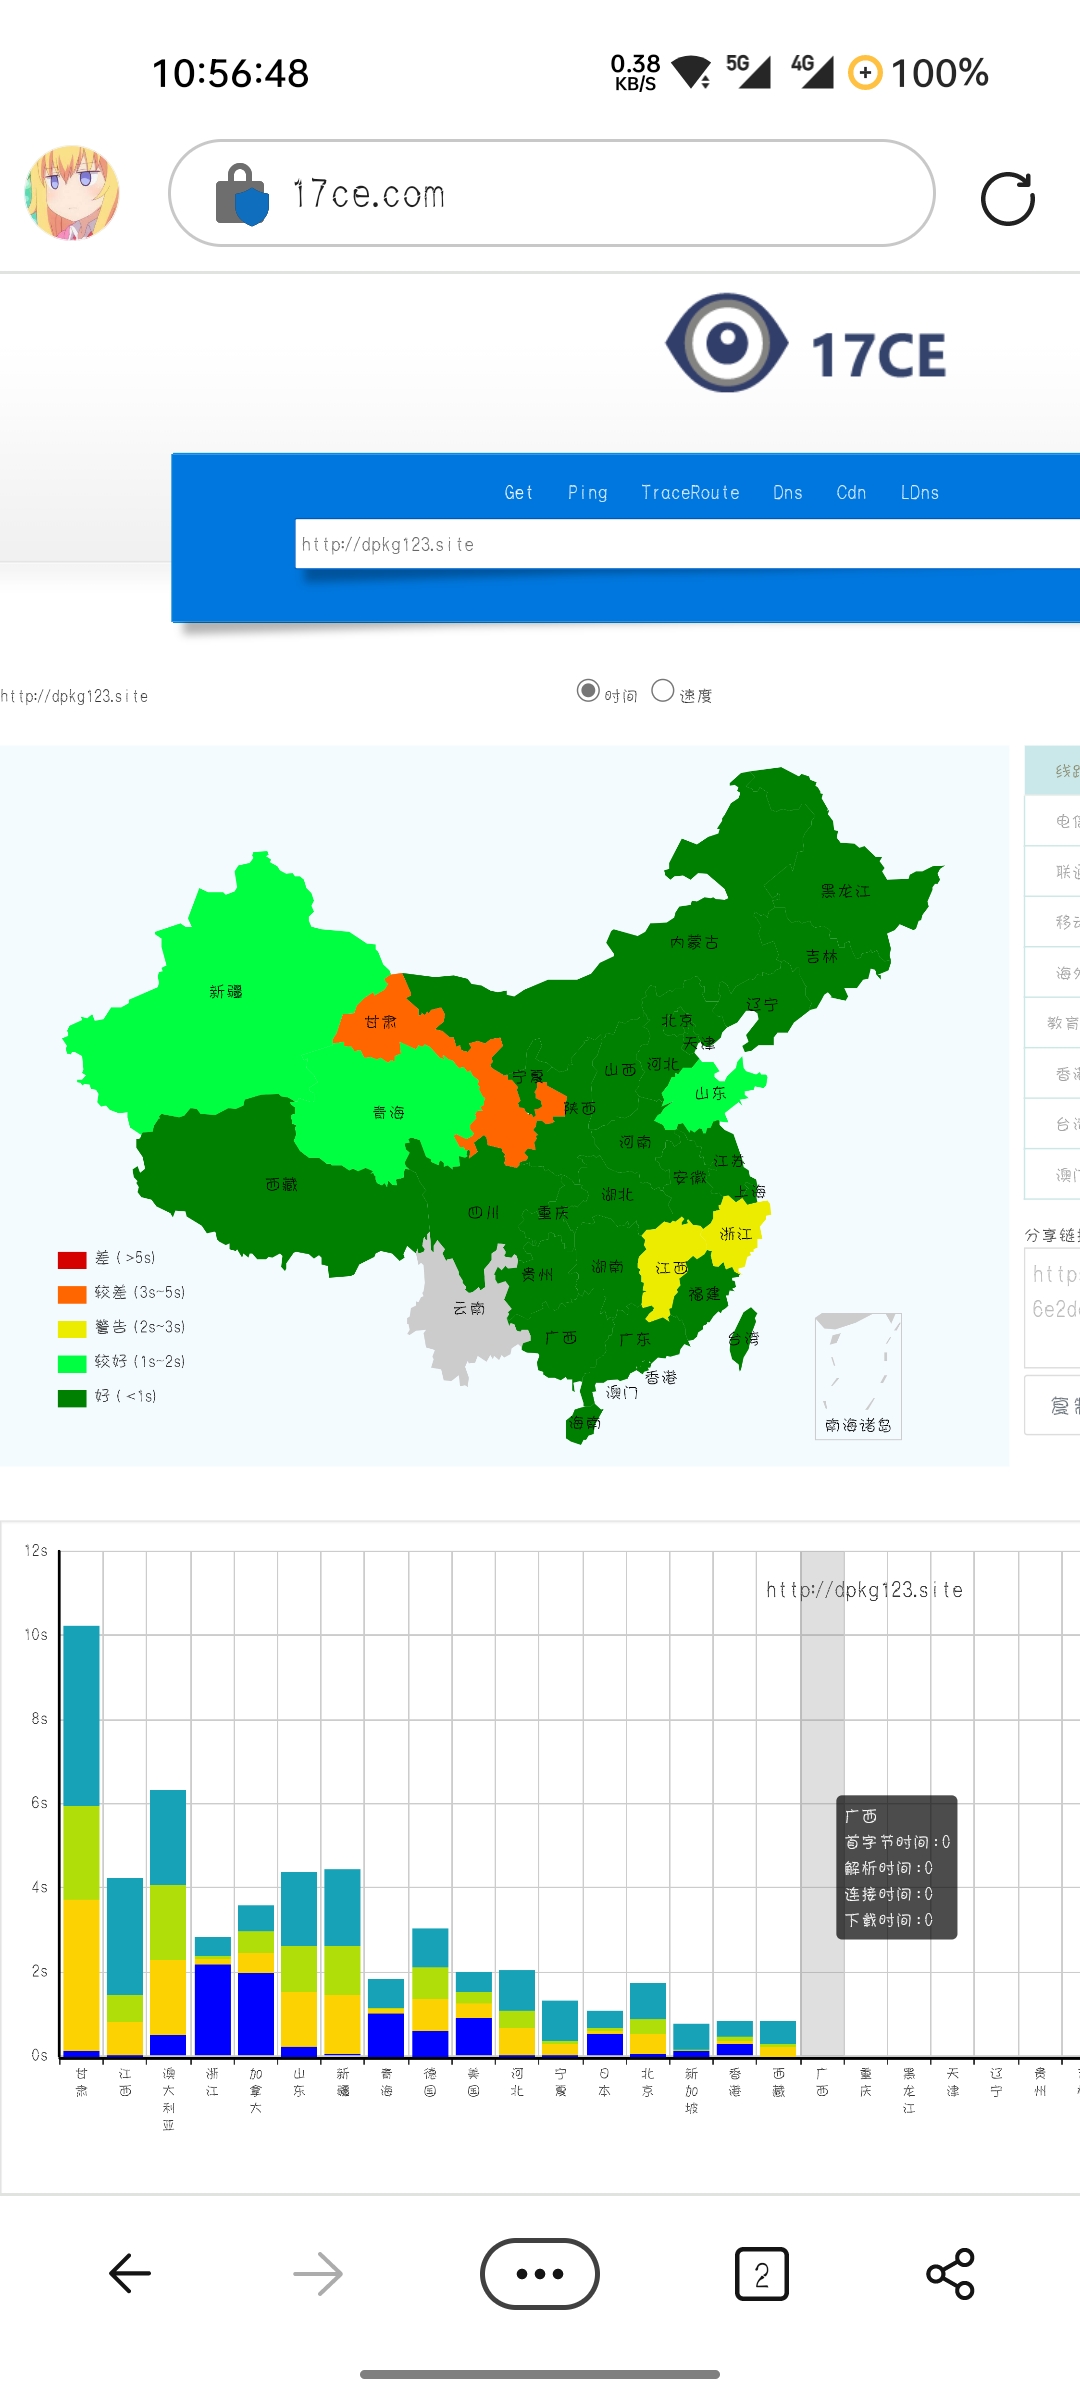 10:56:48
0.38
KB/S
5G
4G
100%
17ce.com
17CE
Get Ping TraceRoute Dns Cdn LDns
http://dpkg123.site
http://dpkg123.site
时间 速度
线路
电信
联通
移动
海外
教育
香港
台湾
澳门
分享链接
http
6e2d
复制
黑龙江
内蒙古
吉林
新疆
辽宁
甘肃
北京
天津
山西
河北
宁夏
山东
青海
陕西
河南
江苏
西藏
安徽
上海
湖北
四川
重庆
浙江
湖南
江西
贵州
福建
云南
广西
广东
台湾
香港
澳门
海南
南海诸岛
差 ( >5s)
较差 (3s~5s)
警告 (2s~3s)
较好 (1s~2s)
好 ( <1s)
12s
10s
8s
6s
4s
2s
0s
http://dpkg123.site
广西
首字节时间:0
解析时间:0
连接时间:0
下载时间:0
甘肃
江西
澳大利亚
浙江
加拿大
山东
新疆
青海
德国
美国
河北
宁夏
日本
北京
新加坡
香港
西藏
广西
重庆
黑龙江
天津
辽宁
贵州
2